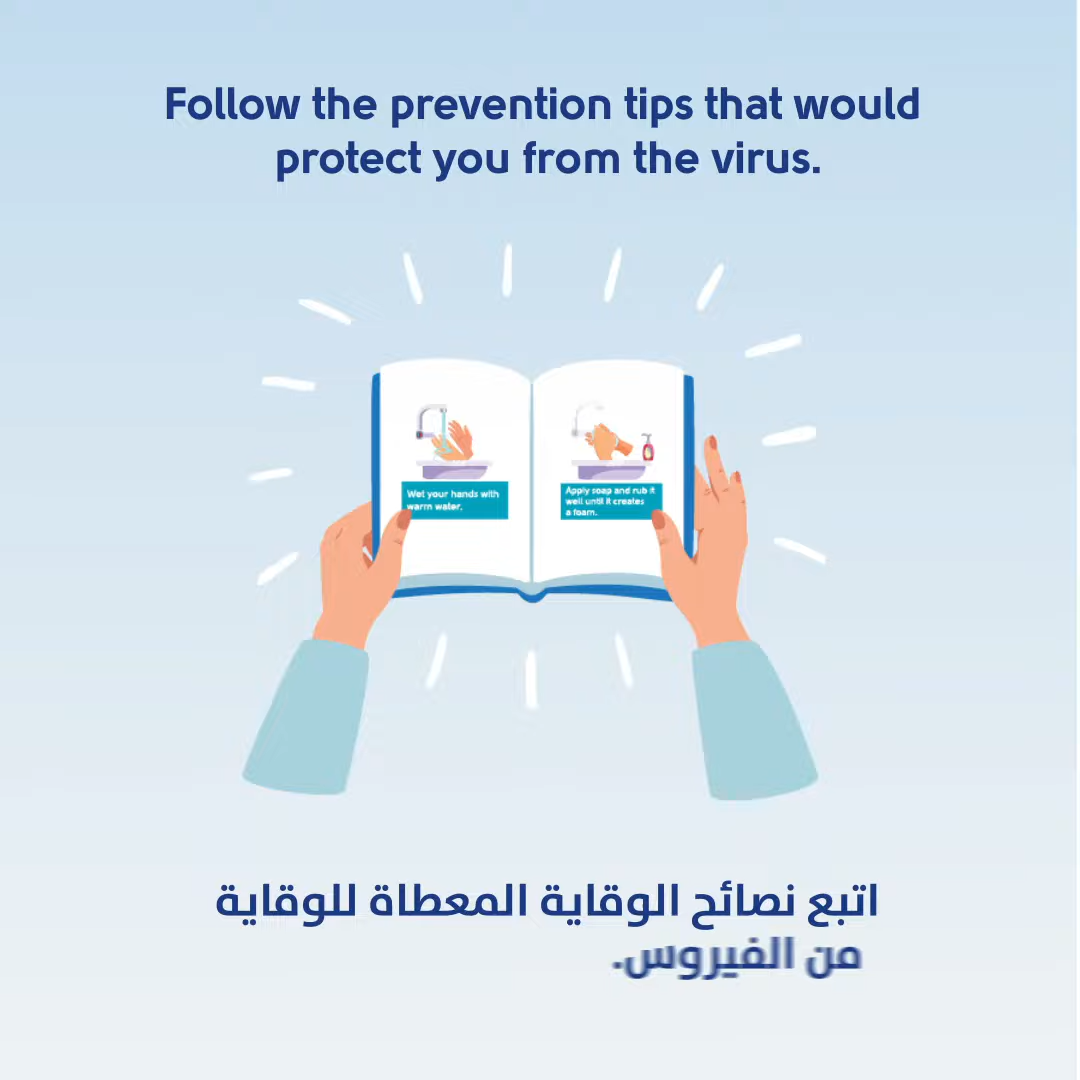 Follow the prevention tips that would
protect you from the virus.
Wet your hands with
warm water.
Apply soap and rub it
well until it creates
a foam.
اتبع نصائح الوقاية المعطاة للوقاية
من الفيروس.